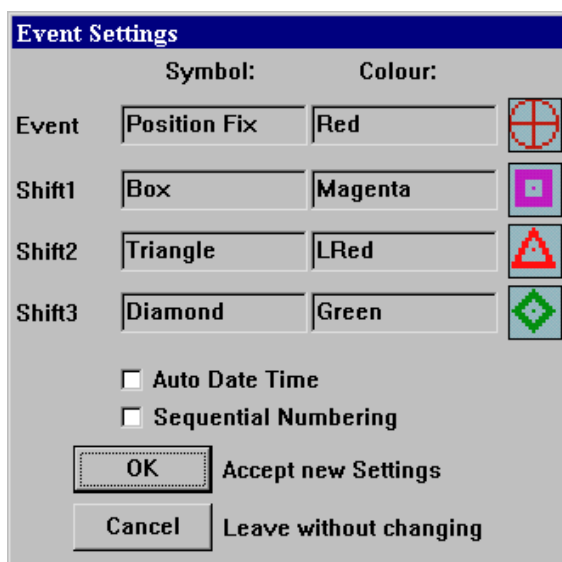 Event Settings
Symbol: Colour:
Event Position Fix Red
Shift1 Box Magenta
Shift2 Triangle LRed
Shift3 Diamond Green
Auto Date Time
Sequential Numbering
OK Accept new Settings
Cancel Leave without changing